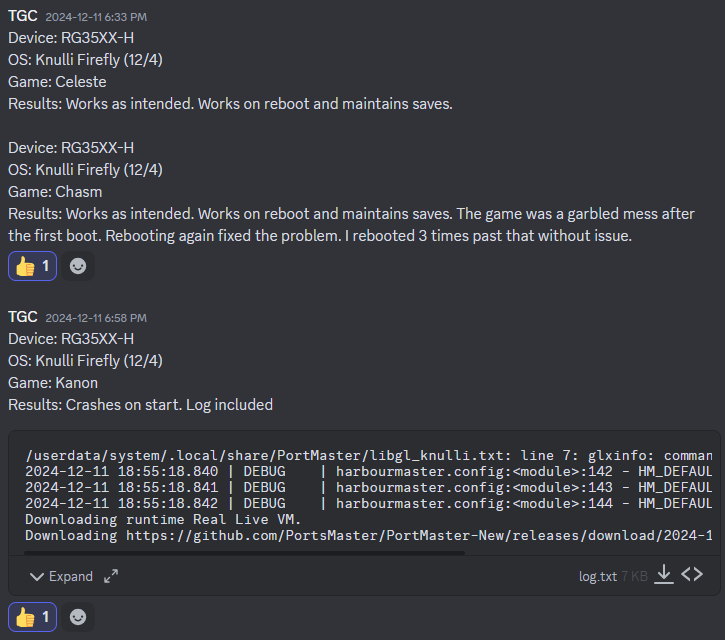 TGC 2024-12-11 6:33 PM
Device: RG35XX-H
OS: Knulli Firefly (12/4)
Game: Celeste
Results: Works as intended. Works on reboot and maintains saves.
Device: RG35XX-H
OS: Knulli Firefly (12/4)
Game: Chasm
Results: Works as intended. Works on reboot and maintains saves. The game was a garbled mess after
the first boot. Rebooting again fixed the problem. I rebooted 3 times past that without issue.
1
TGC 2024-12-11 6:58 PM
Device: RG35XX-H
OS: Knulli Firefly (12/4)
Game: Kanon
Results: Crashes on start. Log included
/userdata/system/.local/share/PortMaster/libgl_knulli.txt: line 7: glxinfo: comman
2024-12-11 18:55:18.840 | DEBUG    | harbourmaster.config:<module>:142 - HM_DEFAUL
2024-12-11 18:55:18.841 | DEBUG    | harbourmaster.config:<module>:143 - HM_DEFAUL
2024-12-11 18:55:18.842 | DEBUG    | harbourmaster.config:<module>:144 - HM_DEFAUL
Downloading runtime Real Live VM.
Downloading https://github.com/PortsMaster/PortMaster-New/releases/download/2024-1
Expand log.txt 7 KB
1